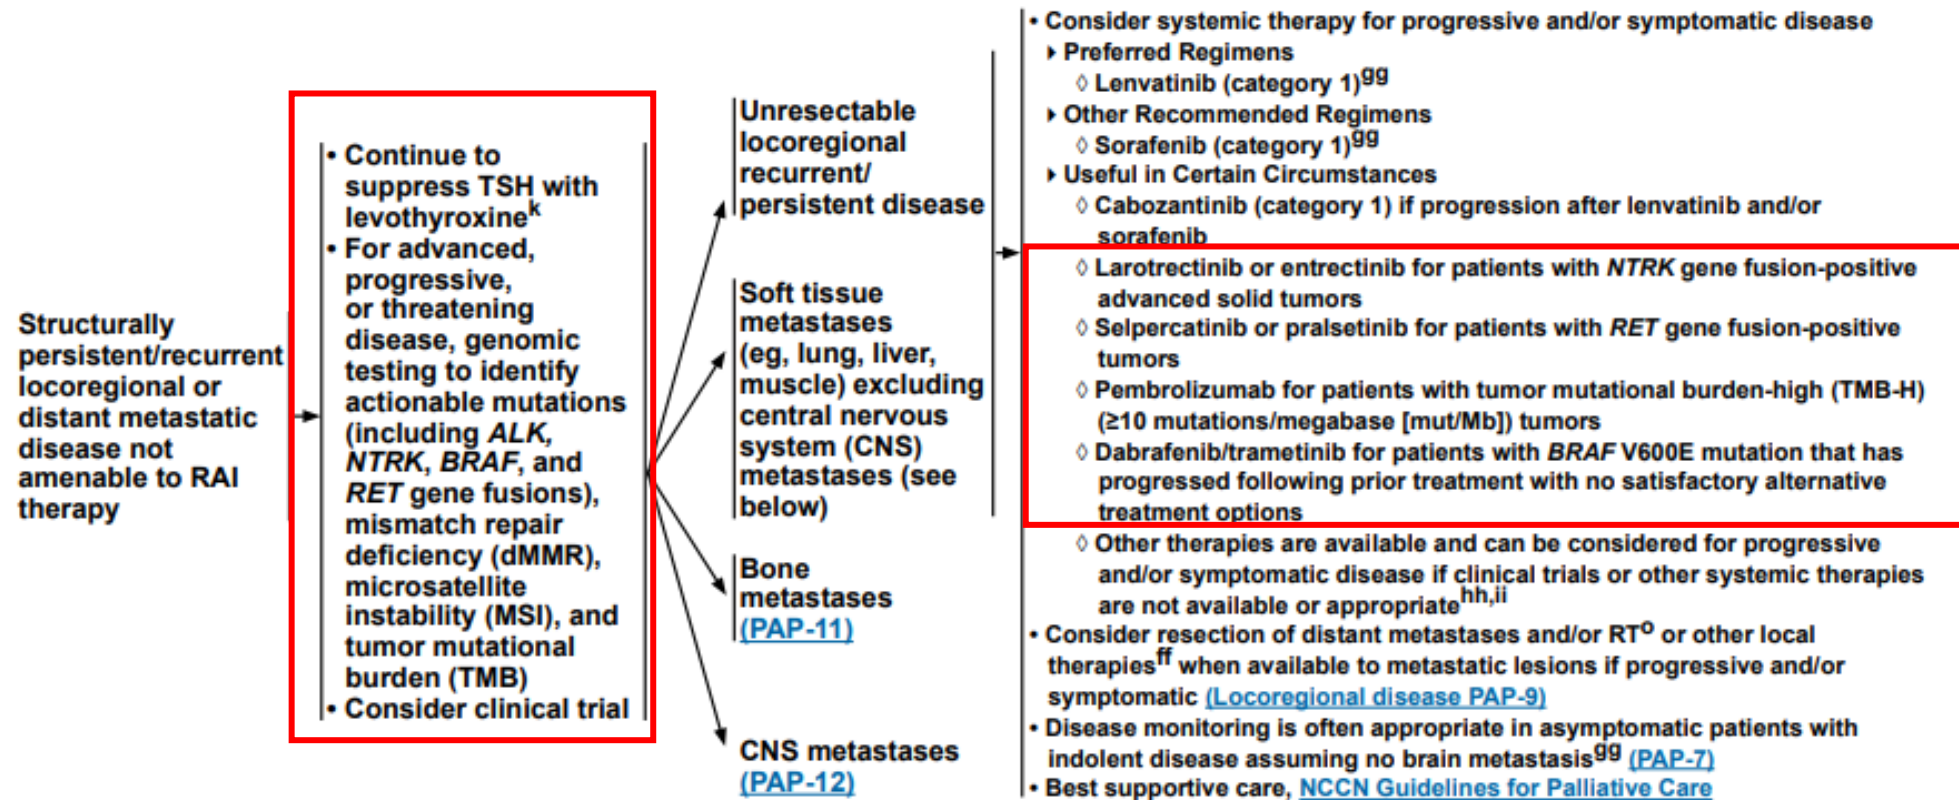 Structurally
persistent/recurrent
locoregional or
distant metastatic
disease not
amenable to RAI
therapy
• Continue to
suppress TSH with
levothyroxinek
• For advanced,
progressive,
or threatening
disease, genomic
testing to identify
actionable mutations
(including ALK,
NTRK, BRAF, and
RET gene fusions),
mismatch repair
deficiency (dMMR),
microsatellite
instability (MSI), and
tumor mutational
burden (TMB)
• Consider clinical trial
Unresectable
locoregional
recurrent/
persistent disease
Soft tissue
metastases
(eg, lung, liver,
muscle) excluding
central nervous
system (CNS)
metastases (see
below)
Bone
metastases
(PAP-11)
CNS metastases
(PAP-12)
• Consider systemic therapy for progressive and/or symptomatic disease
▸ Preferred Regimens
◊ Lenvatinib (category 1)gg
▸ Other Recommended Regimens
◊ Sorafenib (category 1)gg
▸ Useful in Certain Circumstances
◊ Cabozantinib (category 1) if progression after lenvatinib and/or
sorafenib
◊ Larotrectinib or entrectinib for patients with NTRK gene fusion-positive
advanced solid tumors
◊ Selpercatinib or pralsetinib for patients with RET gene fusion-positive
tumors
◊ Pembrolizumab for patients with tumor mutational burden-high (TMB-H)
(≥10 mutations/megabase [mut/Mb]) tumors
◊ Dabrafenib/trametinib for patients with BRAF V600E mutation that has
progressed following prior treatment with no satisfactory alternative
treatment options
◊ Other therapies are available and can be considered for progressive
and/or symptomatic disease if clinical trials or other systemic therapies
are not available or appropriatehh,ii
• Consider resection of distant metastases and/or RTo or other local
therapiesff when available to metastatic lesions if progressive and/or
symptomatic (Locoregional disease PAP-9)
• Disease monitoring is often appropriate in asymptomatic patients with
indolent disease assuming no brain metastasisgg (PAP-7)
• Best supportive care, NCCN Guidelines for Palliative Care